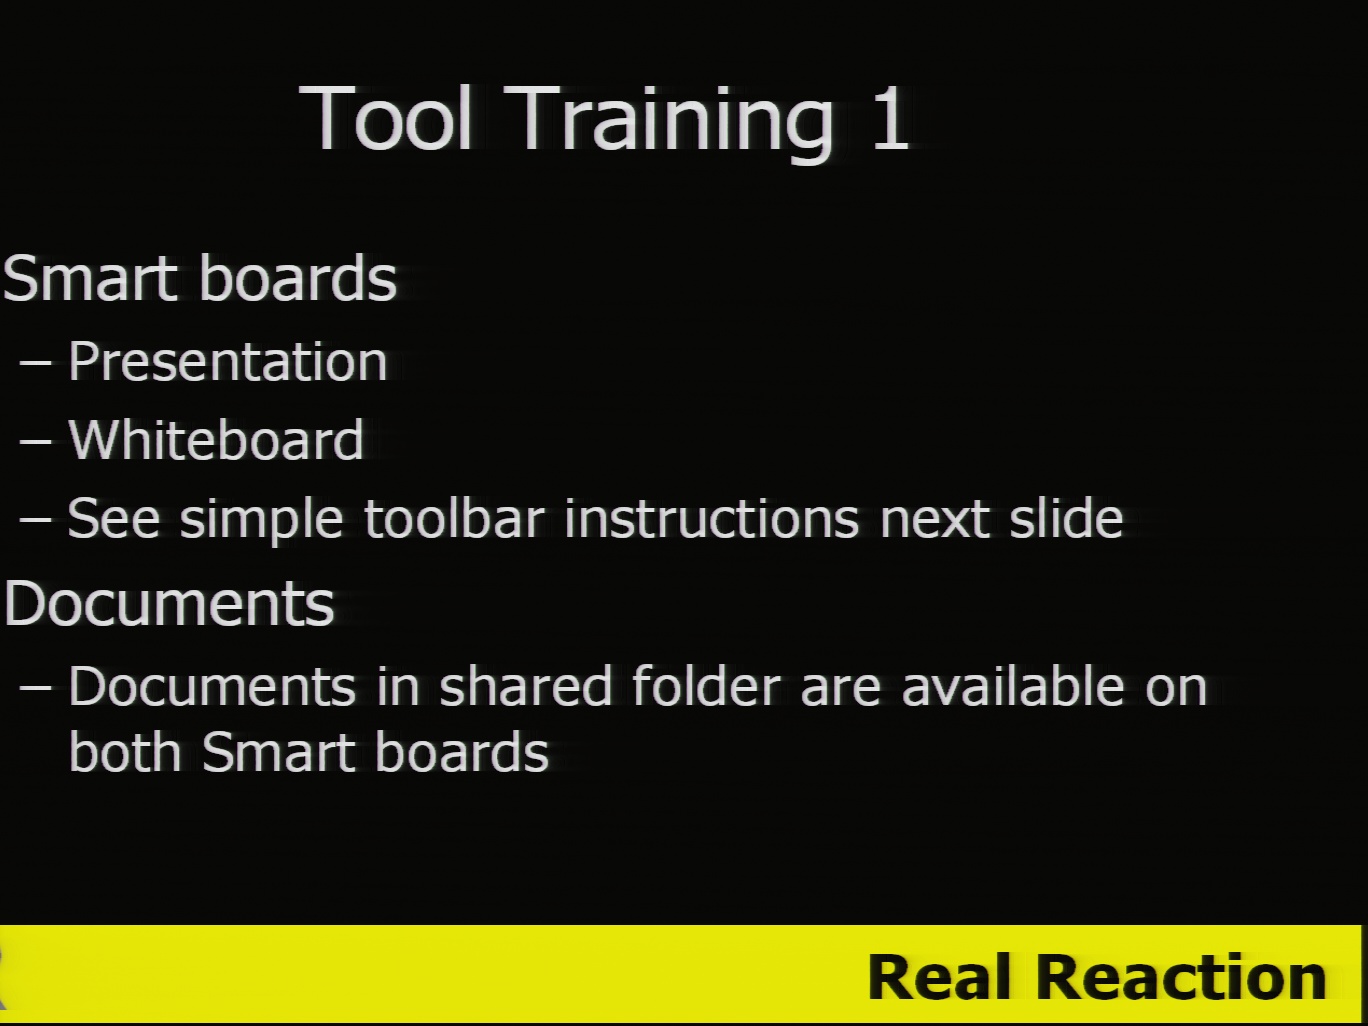 Tool Training 1
Smart boards
– Presentation
– Whiteboard
– See simple toolbar instructions next slide
Documents
– Documents in shared folder are available on
both Smart boards
Real Reaction